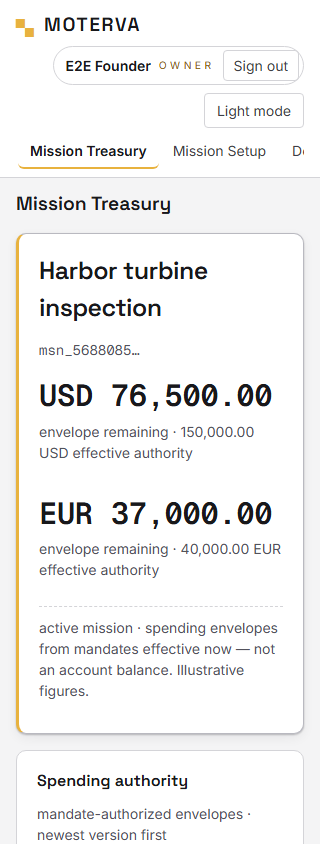 MOTERVA
E2E Founder OWNER Sign out
Light mode
Mission Treasury Mission Setup
Mission Treasury
Harbor turbine
inspection
msn_5688085…
USD 76,500.00
envelope remaining · 150,000.00
USD effective authority
EUR 37,000.00
envelope remaining · 40,000.00 EUR
effective authority
active mission · spending envelopes
from mandates effective now — not
an account balance. Illustrative
figures.
Spending authority
mandate-authorized envelopes ·
newest version first